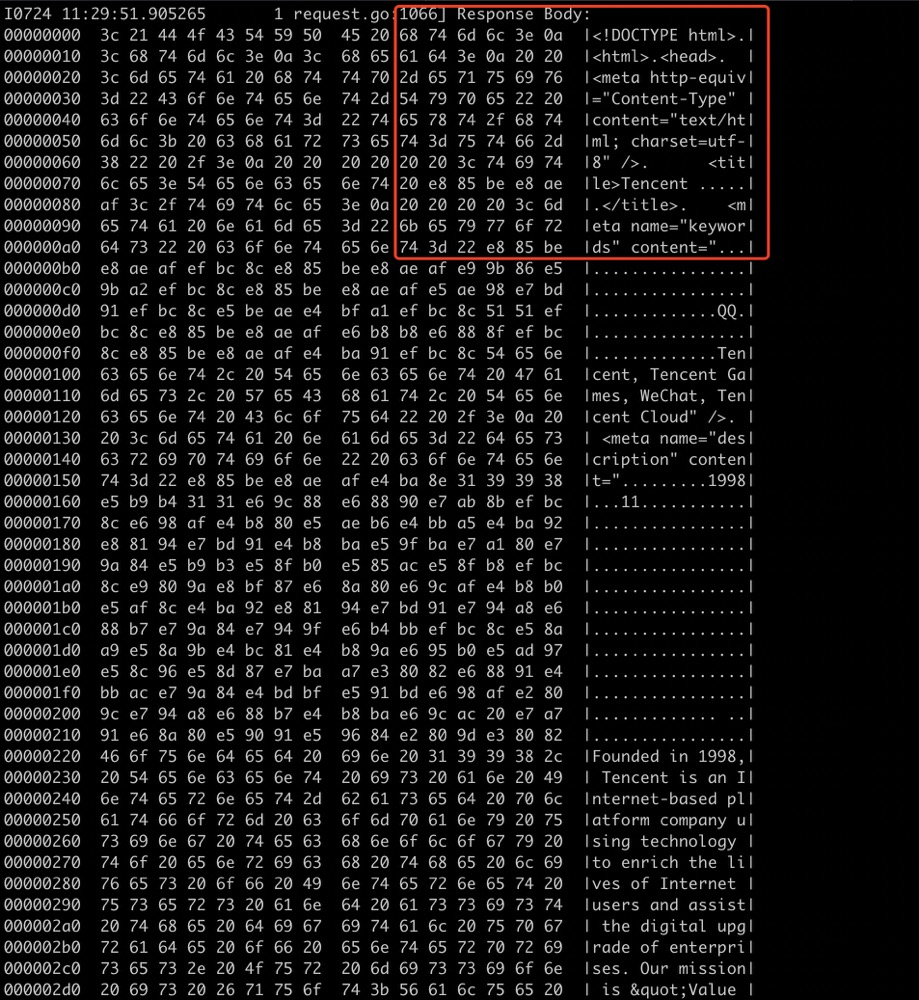 I0724 11:29:51.905265       1 request.go:1066] Response Body:
00000000  3c 21 44 4f 43 54 59 50  45 20 68 74 6d 6c 3e 0a  |<!DOCTYPE html>.|
00000010  3c 68 74 6d 6c 3e 0a 3c  68 65 61 64 3e 0a 20 20  |<html>.<head>.  |
00000020  3c 6d 65 74 61 20 68 74  74 70 2d 65 71 75 69 76  |<meta http-equiv|
00000030  3d 22 43 6f 6e 74 65 6e  74 2d 54 79 70 65 22 20  |="Content-Type" |
00000040  63 6f 6e 74 65 6e 74 3d  22 74 65 78 74 2f 68 74  |content="text/ht|
00000050  6d 6c 3b 20 63 68 61 72  73 65 74 3d 75 74 66 2d  |ml; charset=utf-|
00000060  38 22 20 2f 3e 0a 20 20  20 20 20 20 3c 74 69 74  |8" />.      <tit|
00000070  6c 65 3e 54 65 6e 63 65  6e 74 20 e8 85 be e8 ae  |le>Tencent .....|
00000080  af 3c 2f 74 69 74 6c 65  3e 0a 20 20 20 20 3c 6d  |.</title>.    <m|
00000090  65 74 61 20 6e 61 6d 65  3d 22 6b 65 79 77 6f 72  |eta name="keywor|
000000a0  64 73 22 20 63 6f 6e 74  65 6e 74 3d 22 e8 85 be  |ds" content="...|
000000b0  e8 ae af ef bc 8c e8 85  be e8 ae af e9 9b 86 e5  |................|
000000c0  9b a2 ef bc 8c e8 85 be  e8 ae af e5 ae 98 e7 bd  |................|
000000d0  91 ef bc 8c e5 be ae e4  bf a1 ef bc 8c 51 51 ef  |.............QQ.|
000000e0  bc 8c e8 85 be e8 ae af  e6 b8 b8 e6 88 8f ef bc  |................|
000000f0  8c e8 85 be e8 ae af e4  ba 91 ef bc 8c 54 65 6e  |.............Ten|
00000100  63 65 6e 74 2c 20 54 65  6e 63 65 6e 74 20 47 61  |cent, Tencent Ga|
00000110  6d 65 73 2c 20 57 65 43  68 61 74 2c 20 54 65 6e  |mes, WeChat, Ten|
00000120  63 65 6e 74 20 43 6c 6f  75 64 22 20 2f 3e 0a 20  |cent Cloud" />. |
00000130  20 3c 6d 65 74 61 20 6e  61 6d 65 3d 22 64 65 73  | <meta name="des|
00000140  63 72 69 70 74 69 6f 6e  22 20 63 6f 6e 74 65 6e  |cription" conten|
00000150  74 3d 22 e8 85 be e8 ae  af e4 ba 8e 31 39 39 38  |t=".........1998|
00000160  e5 b9 b4 31 31 e6 9c 88  e6 88 90 e7 ab 8b ef bc  |...11...........|
00000170  8c e6 98 af e4 b8 80 e5  ae b6 e4 bb a5 e4 ba 92  |................|
00000180  e8 81 94 e7 bd 91 e4 b8  ba e5 9f ba e7 a1 80 e7  |................|
00000190  9a 84 e5 b9 b3 e5 8f b0  e5 85 ac e5 8f b8 ef bc  |................|
000001a0  8c e9 80 9a e8 bf 87 e6  8a 80 e6 9c af e4 b8 b0  |................|
000001b0  e5 af 8c e4 ba 92 e8 81  94 e7 bd 91 e7 94 a8 e6  |................|
000001c0  88 b7 e7 9a 84 e7 94 9f  e6 b4 bb ef bc 8c e5 8a  |................|
000001d0  a9 e5 8a 9b e4 bc 81 e4  b8 9a e6 95 b0 e5 ad 97  |................|
000001e0  e5 8c 96 e5 8d 87 e7 ba  a7 e3 80 82 e6 88 91 e4  |................|
000001f0  bb ac e7 9a 84 e4 bd bf  e5 91 bd e6 98 af e2 80  |................|
00000200  9c e7 94 a8 e6 88 b7 e4  b8 ba e6 9c ac 20 e7 a7  |............. ..|
00000210  91 e6 8a 80 e5 90 91 e5  96 84 e2 80 9d e3 80 82  |................|
00000220  46 6f 75 6e 64 65 64 20  69 6e 20 31 39 39 38 2c  |Founded in 1998,|
00000230  20 54 65 6e 63 65 6e 74  20 69 73 20 61 6e 20 49  | Tencent is an I|
00000240  6e 74 65 72 6e 65 74 2d  62 61 73 65 64 20 70 6c  |nternet-based pl|
00000250  61 74 66 6f 72 6d 20 63  6f 6d 70 61 6e 79 20 75  |atform company u|
00000260  73 69 6e 67 20 74 65 63  68 6e 6f 6c 6f 67 79 20  |sing technology |
00000270  74 6f 20 65 6e 72 69 63  68 20 74 68 65 20 6c 69  |to enrich the li|
00000280  76 65 73 20 6f 66 20 49  6e 74 65 72 6e 65 74 20  |ves of Internet |
00000290  75 73 65 72 73 20 61 6e  64 20 61 73 73 69 73 74  |users and assist|
000002a0  20 74 68 65 20 64 69 67  69 74 61 6c 20 75 70 67  | the digital upg|
000002b0  72 61 64 65 20 6f 66 20  65 6e 74 65 72 70 72 69  |rade of enterpri|
000002c0  73 65 73 2e 20 4f 75 72  20 6d 69 73 73 69 6f 6e  |ses. Our mission|
000002d0  20 69 73 20 26 71 75 6f  74 3b 56 61 6c 75 65 20  | is &quot;Value |